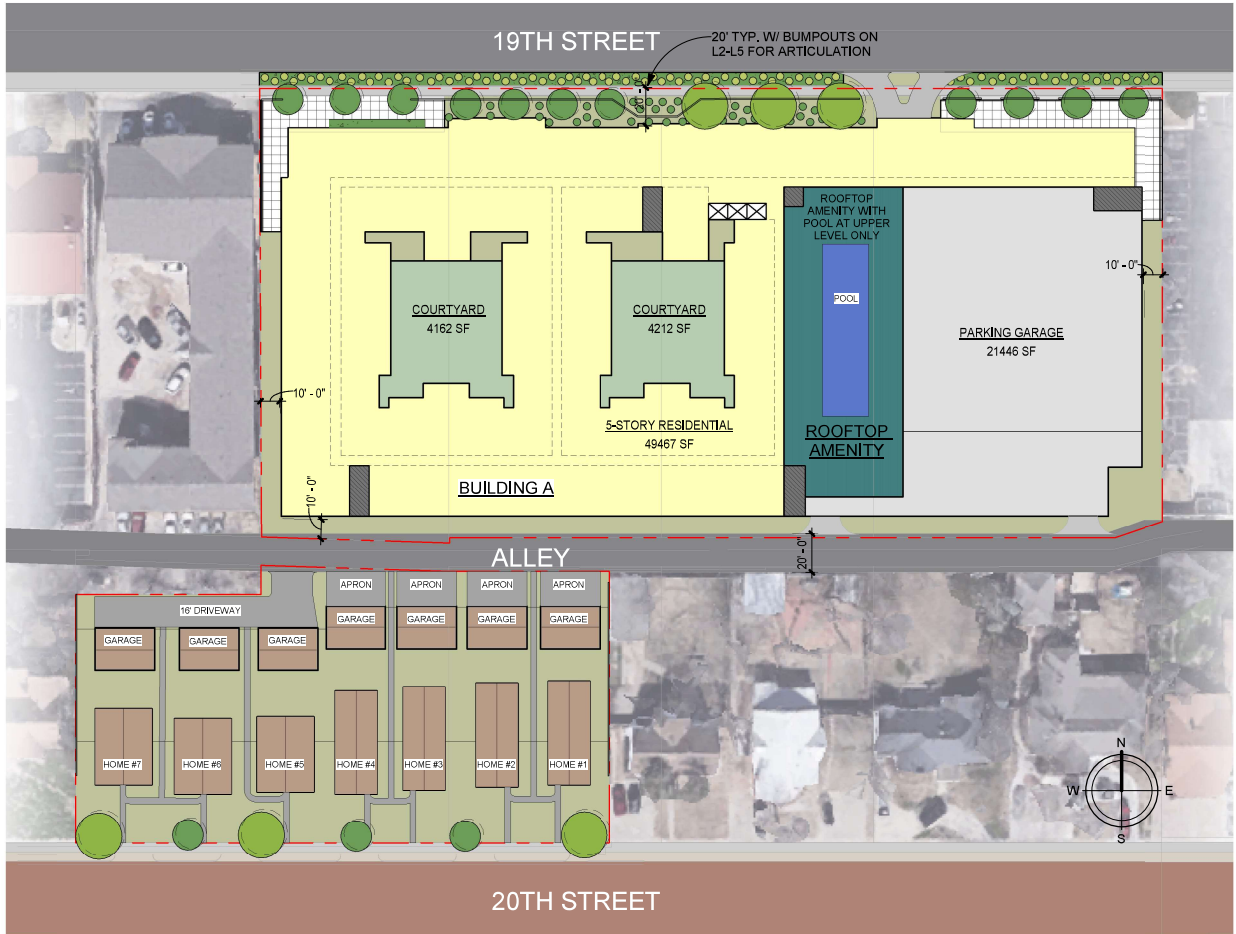 19TH STREET
20' TYP. W/ BUMPOUTS ON
L2-L5 FOR ARTICULATION
20' - 0"
ROOFTOP
AMENITY WITH
POOL AT UPPER
LEVEL ONLY
10' - 0"
POOL
COURTYARD
4162 SF
COURTYARD
4212 SF
PARKING GARAGE
21446 SF
10' - 0"
5-STORY RESIDENTIAL
49467 SF
ROOFTOP
AMENITY
BUILDING A
10' - 0"
ALLEY
20' - 0"
APRON
APRON
APRON
APRON
16' DRIVEWAY
GARAGE
GARAGE
GARAGE
GARAGE
GARAGE
GARAGE
GARAGE
HOME #7
HOME #6
HOME #5
HOME #4
HOME #3
HOME #2
HOME #1
N
W
E
S
20TH STREET